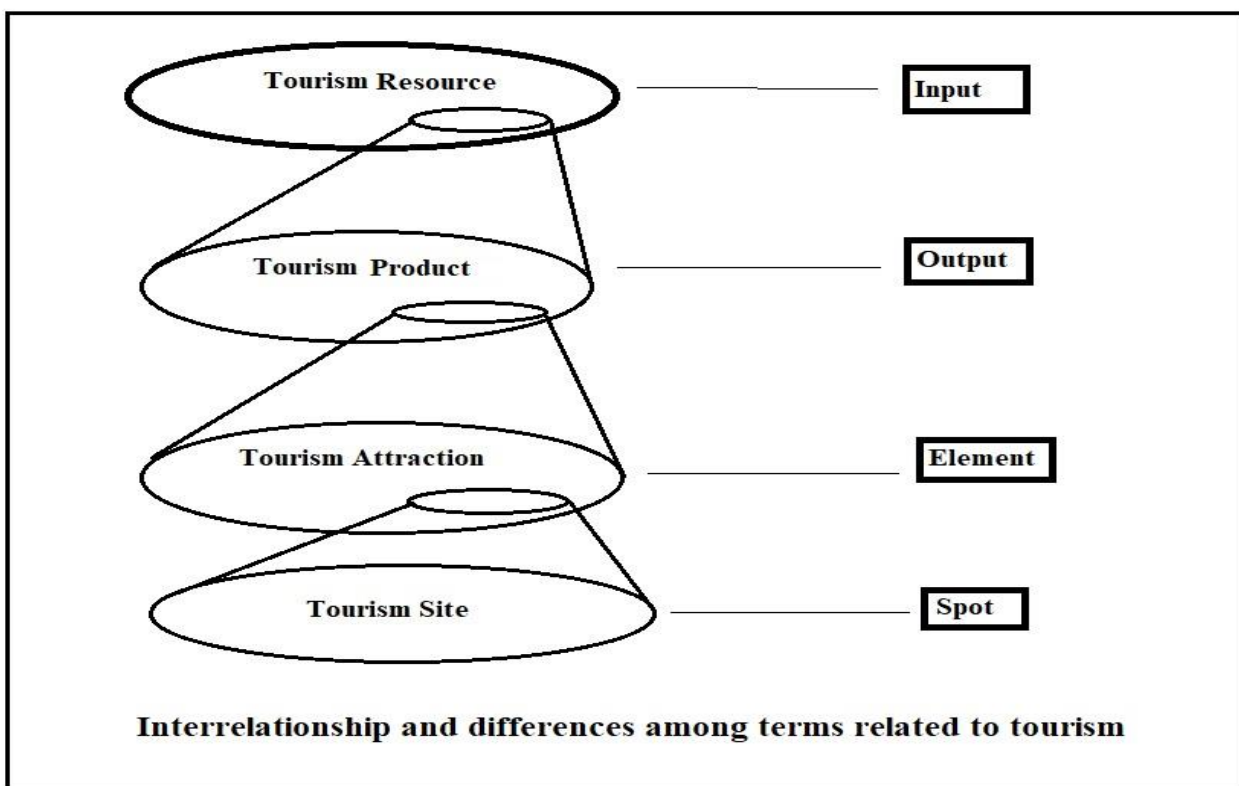 Tourism Resource
Input
Tourism Product
Output
Tourism Attraction
Element
Tourism Site
Spot
Interrelationship and differences among terms related to tourism